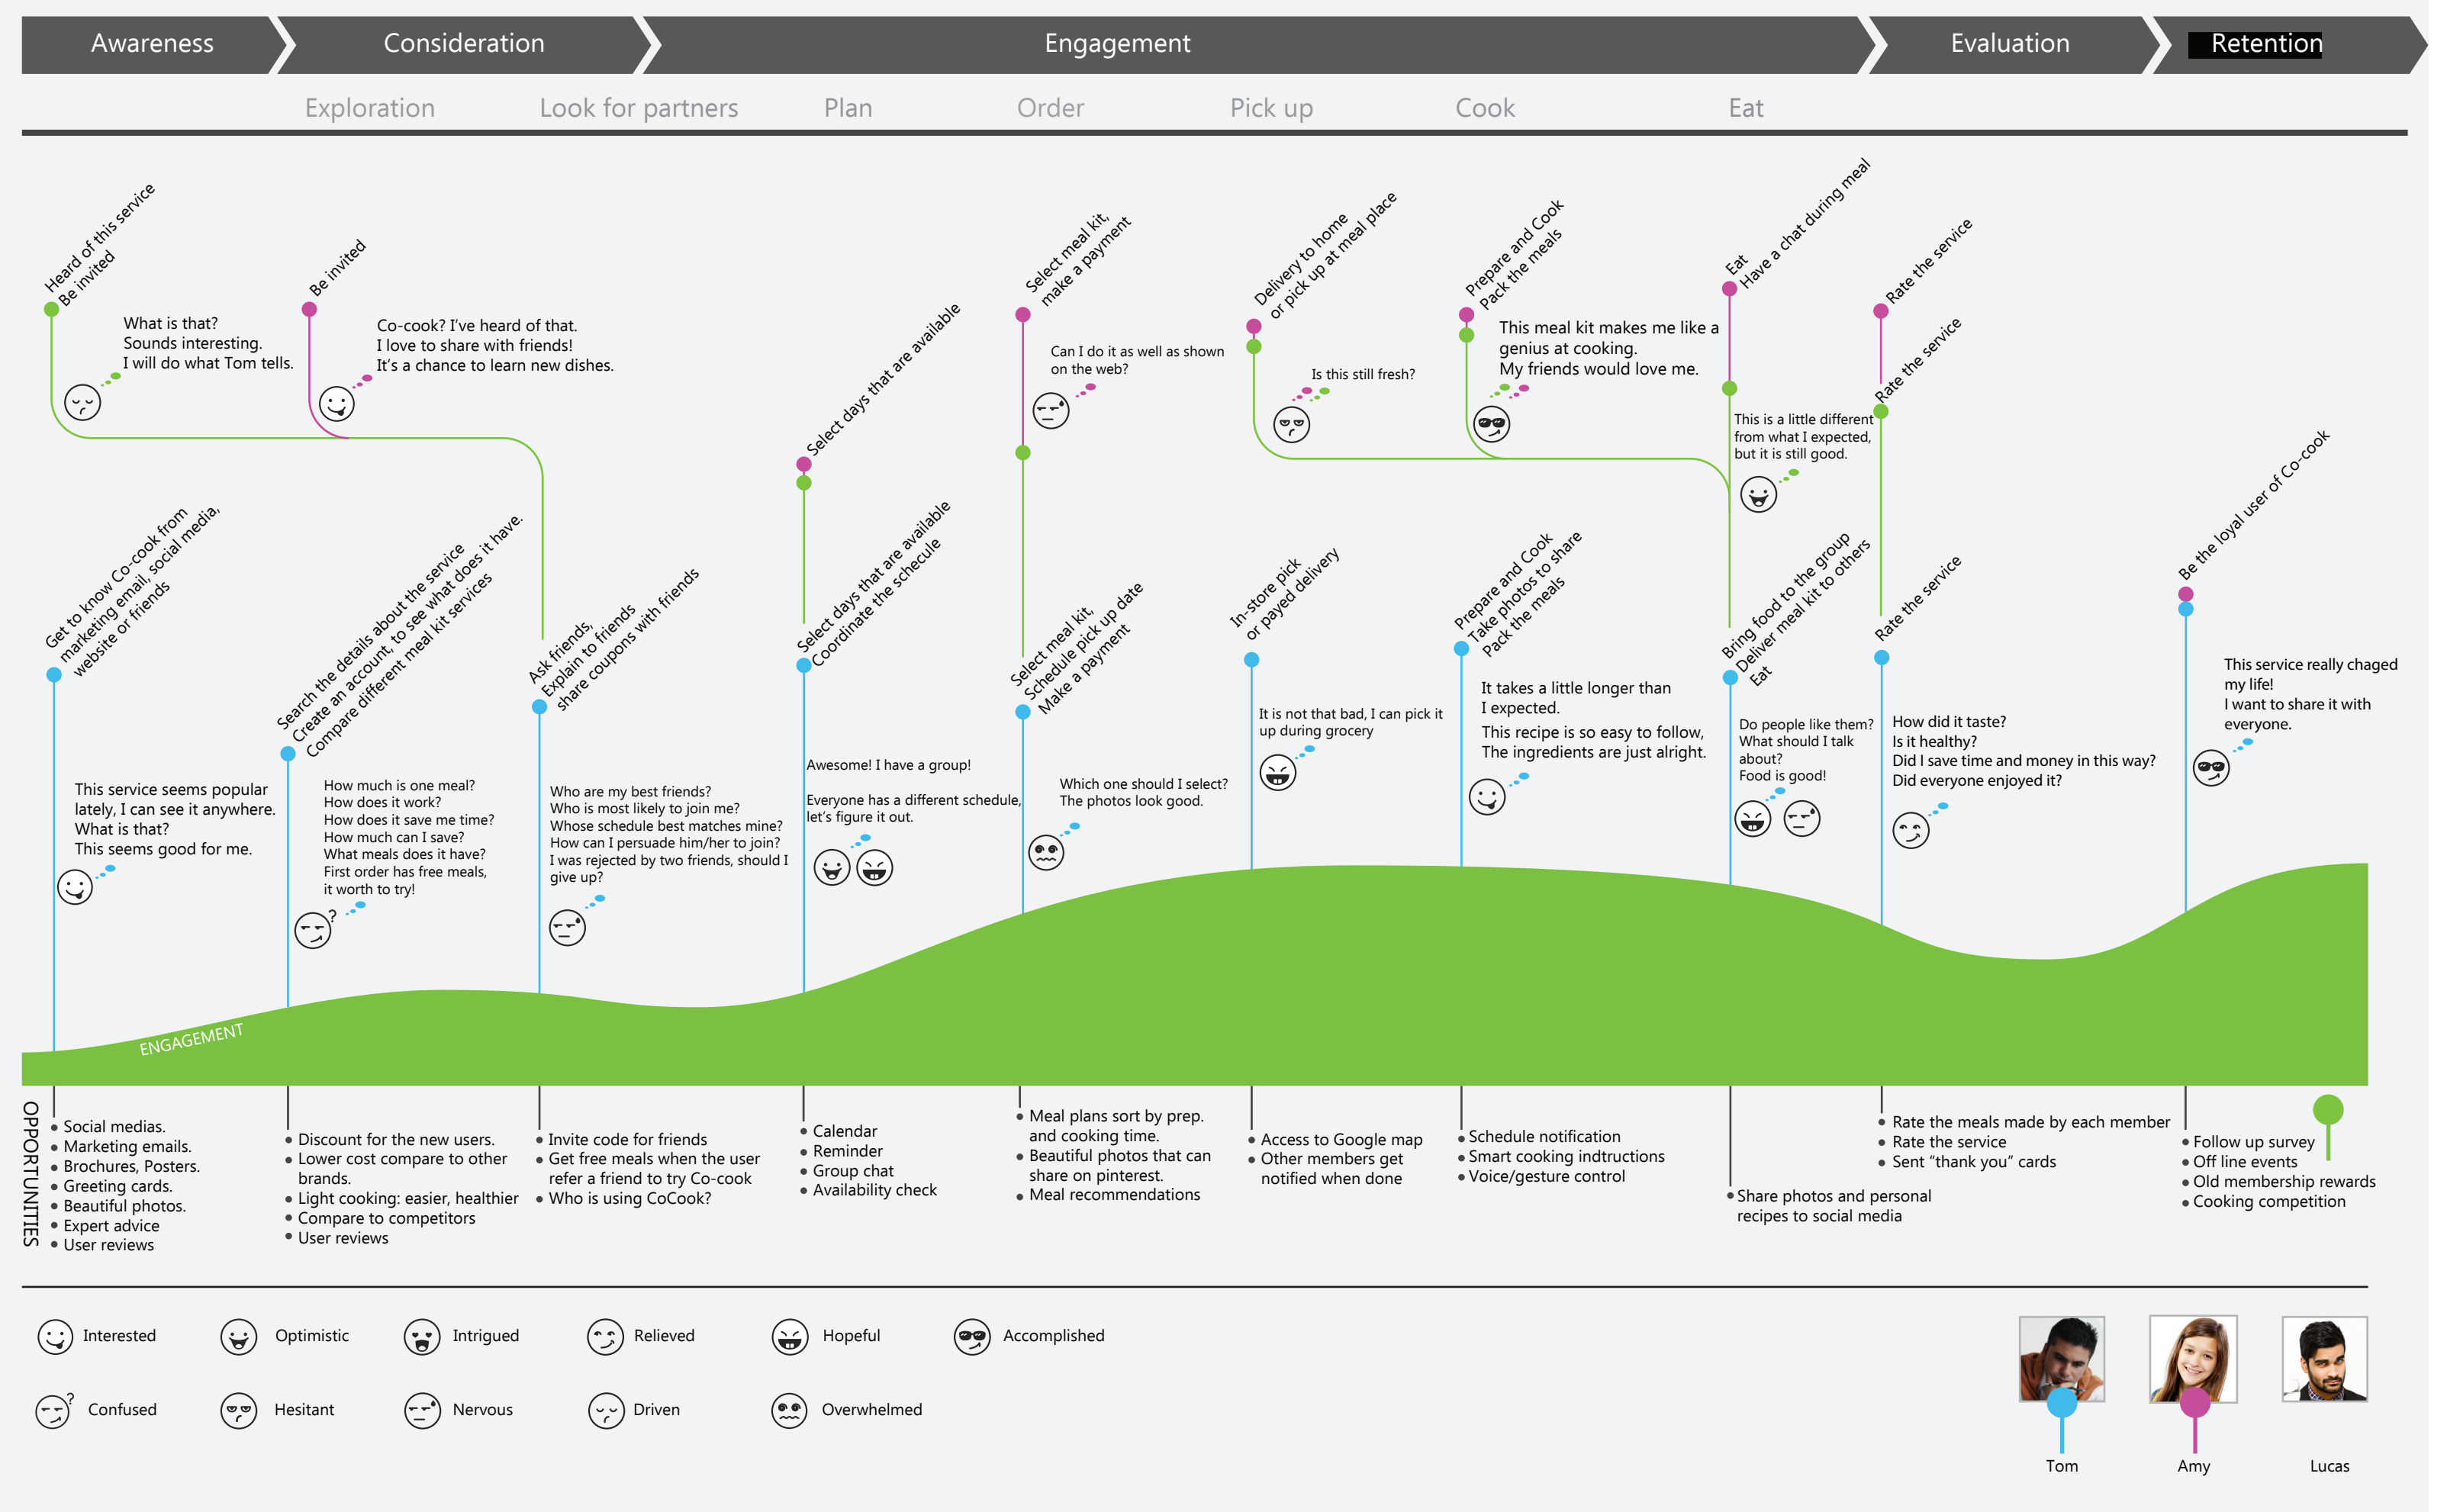 Awareness
Consideration
Engagement
Evaluation
Retention
Exploration
Look for partners
Plan
Order
Pick up
Cook
Eat
Heard of this service
Be invited
What is that?
Sounds interesting.
I will do what Tom tells.
Be invited
Co-cook? I've heard of that.
I love to share with friends!
It's a chance to learn new dishes.
Select days that are available
Select meal kit,
make a payment
Can I do it as well as shown
on the web?
Delivery to home
or pick up at meal place
Is this still fresh?
Prepare and Cook
Pack the meals
This meal kit makes me like a
genius at cooking.
My friends would love me.
Eat
Have a chat during meal
This is a little different
from what I expected,
but it is still good.
Rate the service
Rate the service
Get to know Co-cook from
marketing email, social media,
website or friends
This service seems popular
lately, I can see it anywhere.
What is that?
This seems good for me.
Search the details about the service
Create an account, to see what does it have.
Compare different meal kit services
How much is one meal?
How does it work?
How does it save me time?
How much can I save?
What meals does it have?
First order has free meals,
it worth to try!
Ask friends,
Explain to friends
share coupons with friends
Who are my best friends?
Who is most likely to join me?
Whose schedule best matches mine?
How can I persuade him/her to join?
I was rejected by two friends, should I
give up?
Select days that are available
Coordinate the schecule
Awesome! I have a group!
Everyone has a different schedule,
let's figure it out.
Select meal kit,
Schedule pick up date
Make a payment
Which one should I select?
The photos look good.
In-store pick
or payed delivery
It is not that bad, I can pick it
up during grocery
Prepare and Cook
Take photos to share
Pack the meals
It takes a little longer than
I expected.
This recipe is so easy to follow,
The ingredients are just alright.
Bring food to the group
Deliver meal kit to others
Eat
Do people like them?
What should I talk
about?
Food is good!
Rate the service
How did it taste?
Is it healthy?
Did I save time and money in this way?
Did everyone enjoyed it?
Be the loyal user of Co-cook
This service really chaged
my life!
I want to share it with
everyone.
ENGAGEMENT
OPPORTUNITIES
• Social medias.
• Marketing emails.
• Brochures, Posters.
• Greeting cards.
• Beautiful photos.
• Expert advice
• User reviews
• Discount for the new users.
• Lower cost compare to other
brands.
• Light cooking: easier, healthier
• Compare to competitors
• User reviews
• Invite code for friends
• Get free meals when the user
refer a friend to try Co-cook
• Who is using CoCook?
• Calendar
• Reminder
• Group chat
• Availability check
• Meal plans sort by prep.
and cooking time.
• Beautiful photos that can
share on pinterest.
• Meal recommendations
• Access to Google map
• Other members get
notified when done
• Schedule notification
• Smart cooking indtructions
• Voice/gesture control
• Share photos and personal
recipes to social media
• Rate the meals made by each member
• Rate the service
• Sent "thank you" cards
• Follow up survey
• Off line events
• Old membership rewards
• Cooking competition
Interested
Optimistic
Intrigued
Relieved
Hopeful
Accomplished
? Confused
Hesitant
Nervous
Driven
Overwhelmed
Tom
Amy
Lucas